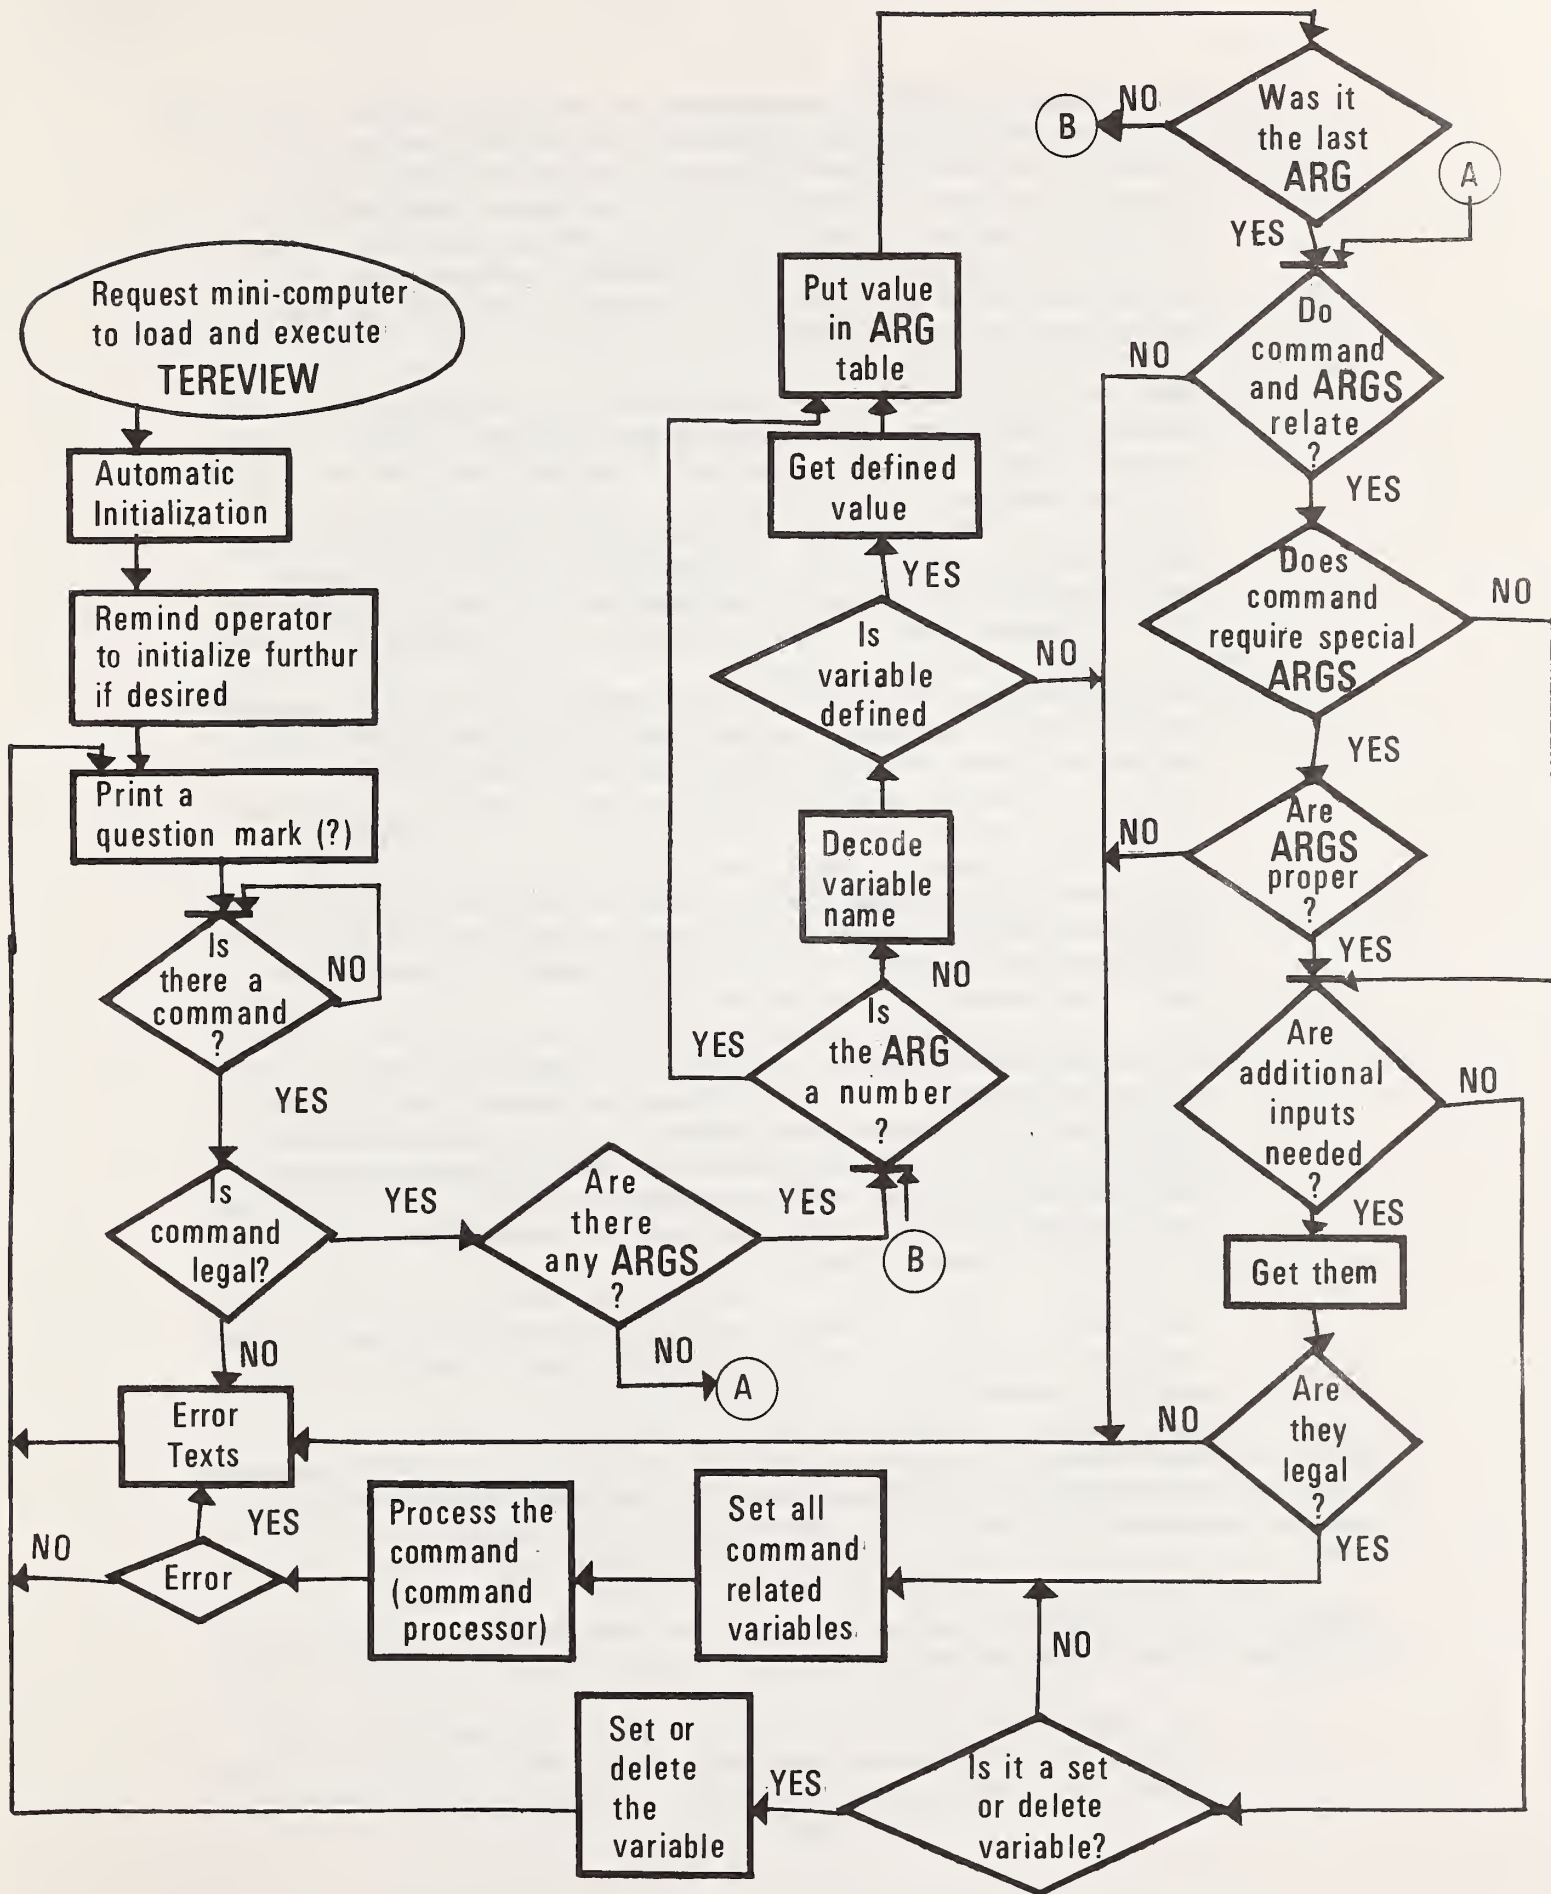 Request mini-computer
to load and execute
TEREVIEW
Automatic
Initialization
Remind operator
to initialize furthur
if desired
Print a
question mark (?)
Is
there a
command
?
NO
YES
Is
command
legal?
YES
NO
Are
there
any ARGS
?
YES
NO
A
B
Is
the ARG
a number
?
YES
NO
Decode
variable
name
Is
variable
defined
NO
YES
Get defined
value
Put value
in ARG
table
Was it
the last
ARG
NO
B
A
YES
Do
command
and ARGS
relate
?
NO
YES
Does
command
require special
ARGS
NO
YES
Are
ARGS
proper
?
NO
YES
Are
additional
inputs
needed
?
NO
YES
Get them
Are
they
legal
?
NO
YES
Error
Texts
YES
NO
Error
Process the
command
(command
processor)
Set all
command
related
variables
NO
Set or
delete
the
variable
YES
Is it a set
or delete
variable?